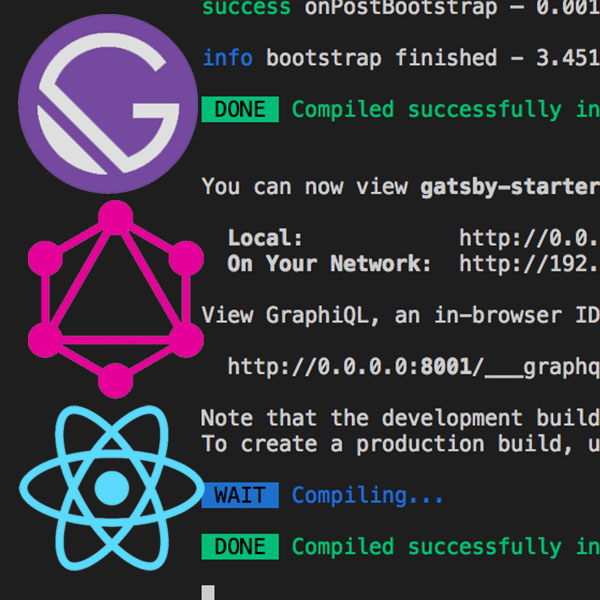 success onPostBootstrap — 0.001
info bootstrap finished — 3.451
DONE Compiled successfully in
You can now view gatsby-starter
Local: http://0.0.
On Your Network: http://192.
View GraphiQL, an in-browser ID
http://0.0.0.0:8001/___graphq
Note that the development build
To create a production build, u
WAIT Compiling...
DONE Compiled successfully in